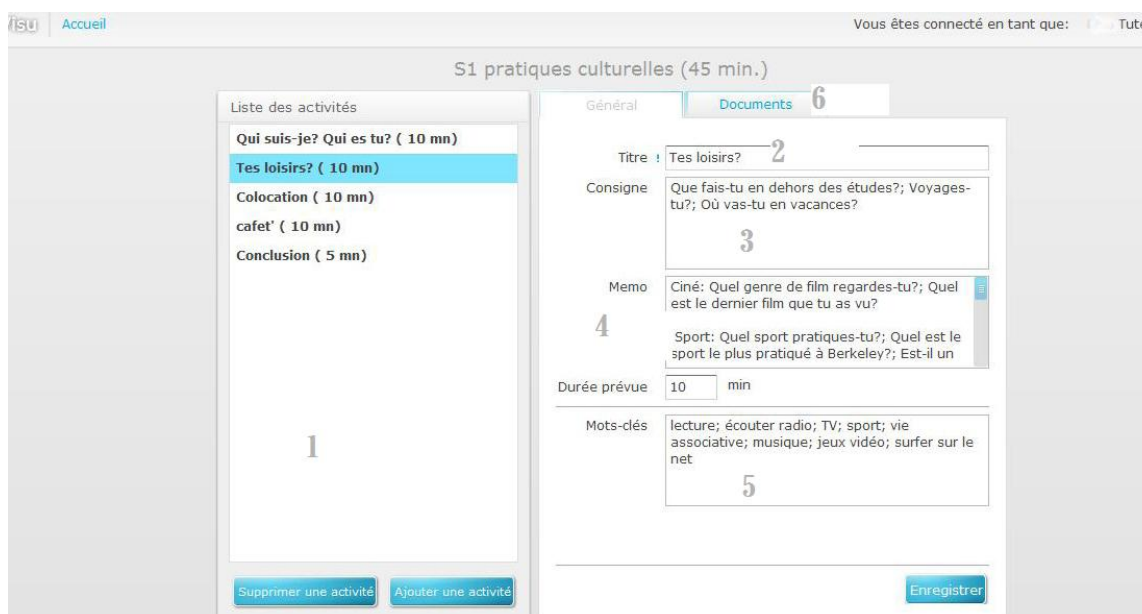 Visu Accueil Vous êtes connecté en tant que:
S1 pratiques culturelles (45 min.)
Liste des activités
Qui suis-je? Qui es tu? ( 10 mn)
Tes loisirs? ( 10 mn)
Colocation ( 10 mn)
cafet' ( 10 mn)
Conclusion ( 5 mn)
1
Supprimer une activité Ajouter une activité
Général Documents 6
Titre ! Tes loisirs? 2
Consigne Que fais-tu en dehors des études?; Voyages-
tu?; Où vas-tu en vacances?
3
Memo Ciné: Quel genre de film regardes-tu?; Quel
est le dernier film que tu as vu?
4
Sport: Quel sport pratiques-tu?; Quel est le
sport le plus pratiqué à Berkeley?; Est-il un
Durée prévue 10 min
Mots-clés lecture; écouter radio; TV; sport; vie
associative; musique; jeux vidéo; surfer sur le
net
5
Enregistrer